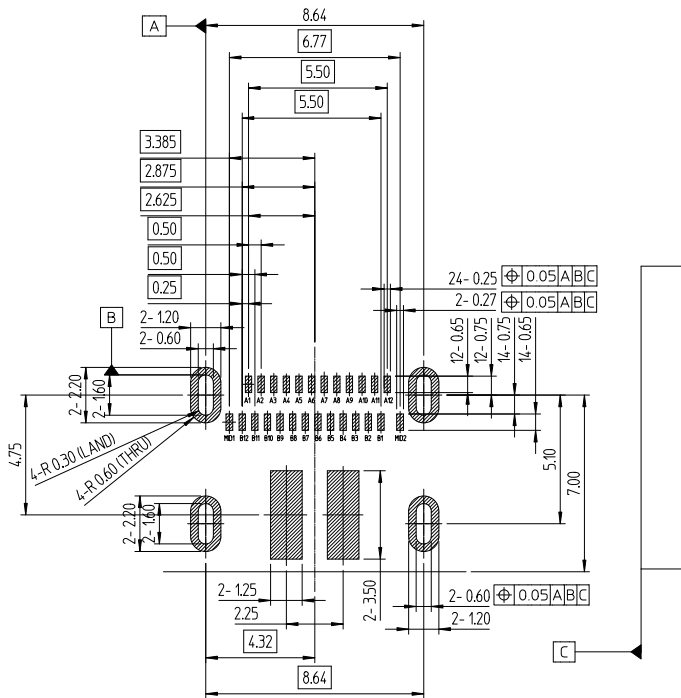 A
8.64
6.77
5.50
5.50
3.385
2.875
2.625
0.50
0.50
0.25
24- 0.25 ⌖ 0.05 A B C
2- 0.27 ⌖ 0.05 A B C
B
2- 1.20
2- 0.60
12- 0.65
12- 0.75
14- 0.75
14- 0.65
2- 2.20
2- 1.60
A1 A2 A3 A4 A5 A6 A7 A8 A9 A10 A11 A12
MID1 B12 B11 B10 B9 B8 B7 B6 B5 B4 B3 B2 B1 MID2
4.75
4-R 0.30 (LAND)
4-R 0.60 (THRU)
5.10
7.00
2- 2.20
2- 1.60
2- 1.25
2.25
2- 3.50
2- 0.60 ⌖ 0.05 A B C
2- 1.20
4.32
C
8.64